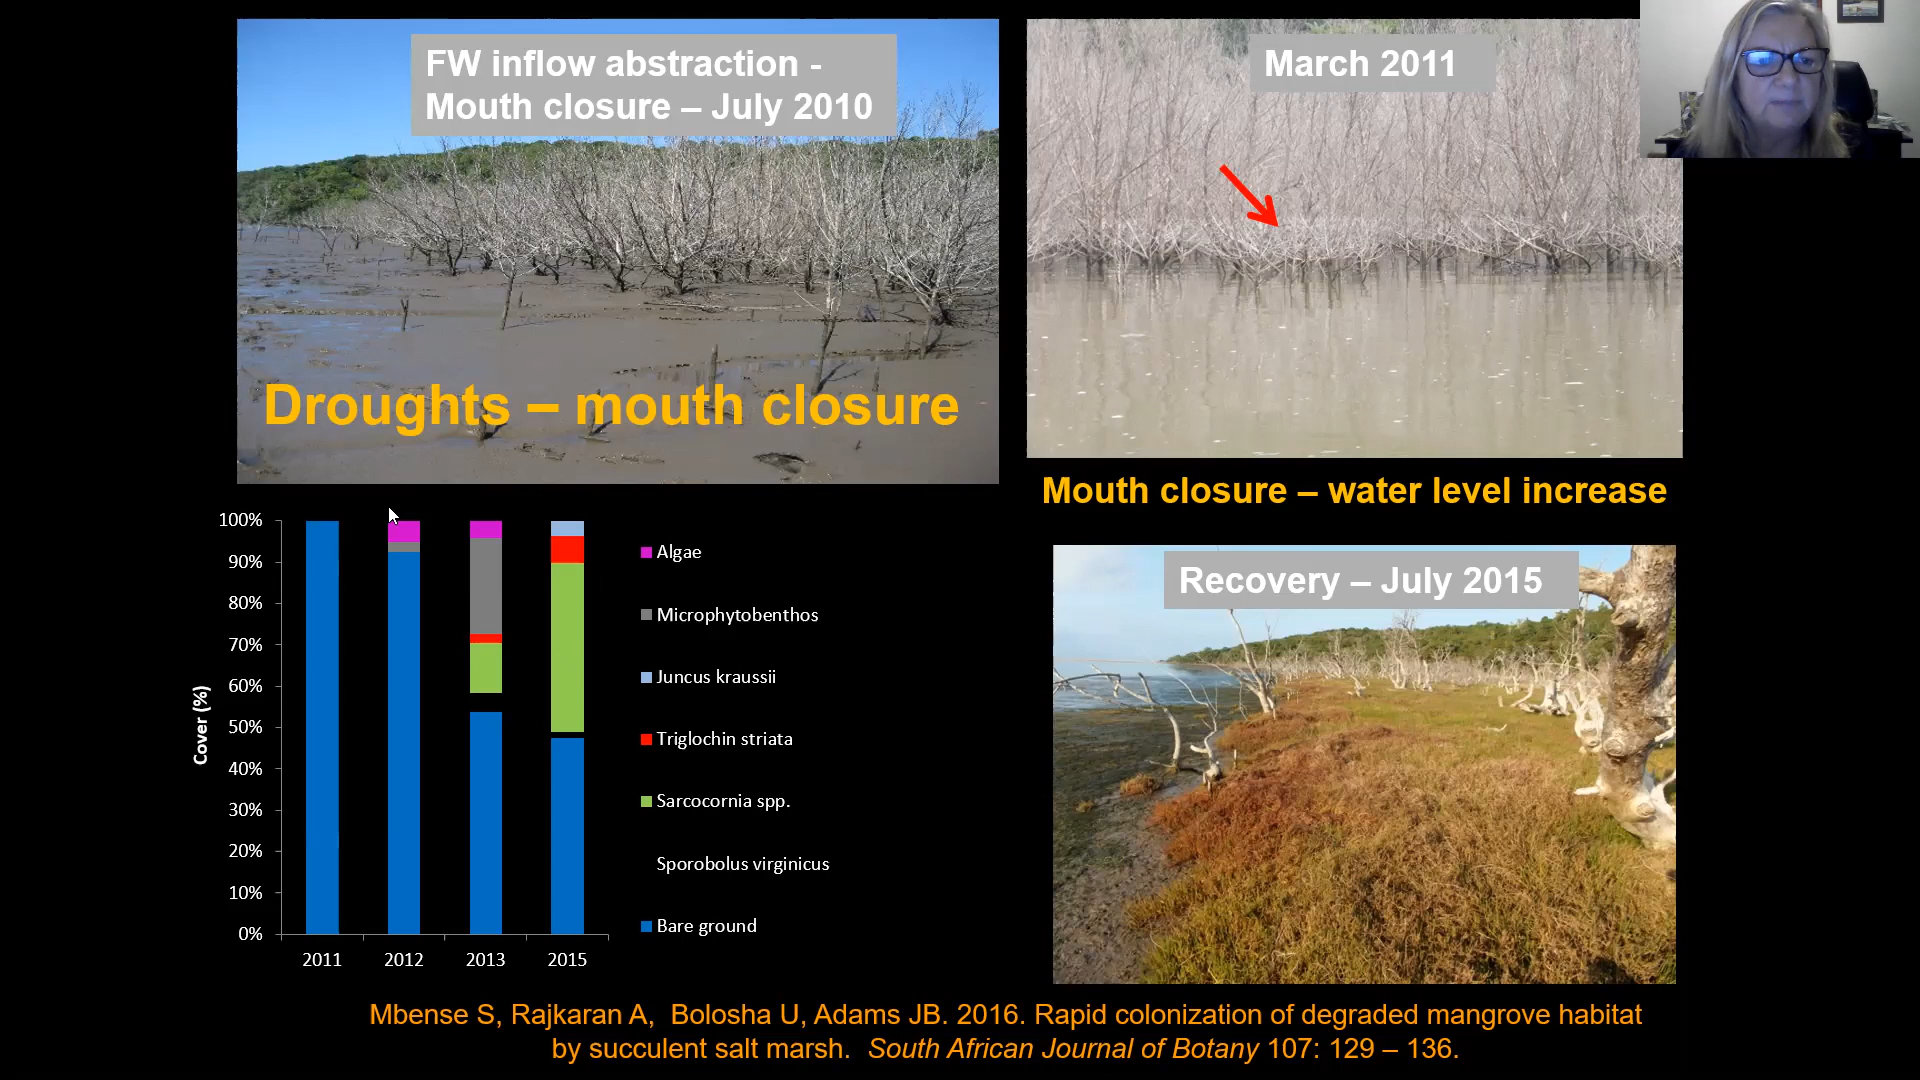 FW inflow abstraction -
Mouth closure – July 2010
Droughts – mouth closure
March 2011
Mouth closure – water level increase
100%
90%
80%
70%
60%
50%
40%
30%
20%
10%
0%
Cover (%)
2011 2012 2013 2015
Algae
Microphytobenthos
Juncus kraussii
Triglochin striata
Sarcocornia spp.
Sporobolus virginicus
Bare ground
Recovery – July 2015
Mbense S, Rajkaran A, Bolosha U, Adams JB. 2016. Rapid colonization of degraded mangrove habitat
by succulent salt marsh. South African Journal of Botany 107: 129 – 136.